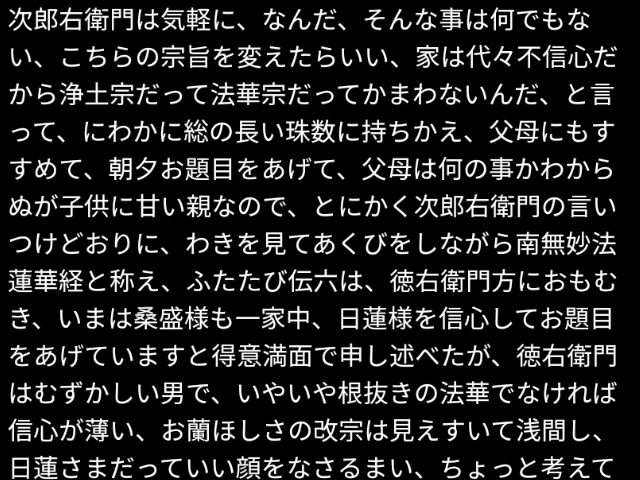 次郎右衛門は気軽に、なんだ、そんな事は何でもな
い、こちらの宗旨を変えたらいい、家は代々不信心だ
から浄土宗だって法華宗だってかまわないんだ、と言
って、にわかに総の長い珠数に持ちかえ、父母にもす
すめて、朝夕お題目をあげて、父母は何の事かわから
ぬが子供に甘い親なので、とにかく次郎右衛門の言い
つけどおりに、わきを見てあくびをしながら南無妙法
蓮華経と称え、ふたたび伝六は、徳右衛門方におもむ
き、いまは桑盛様も一家中、日蓮様を信心してお題目
をあげていますと得意満面で申し述べたが、徳右衛門
はむずかしい男で、いやいや根抜きの法華でなければ
信心が薄い、お蘭ほしさの改宗は見えすいて浅間し、
日蓮さまだっていい顔をなさるまい、ちょっと考えて